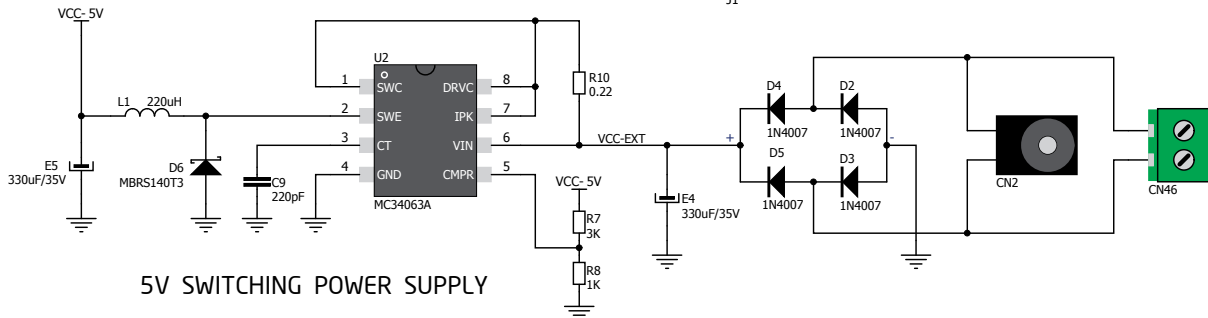 J1
VCC- 5V
U2
1
SWC
DRVC
8
R10
0.22
L1
220uH
2
SWE
IPK
7
3
CT
VIN
6
VCC-EXT
4
GND
CMPR
5
MC34063A
E5
330uF/35V
D6
MBRS140T3
C9
220pF
VCC- 5V
R7
3K
R8
1K
E4
330uF/35V
+
-
D4
1N4007
D2
1N4007
D5
1N4007
D3
1N4007
CN2
CN46
5V SWITCHING POWER SUPPLY